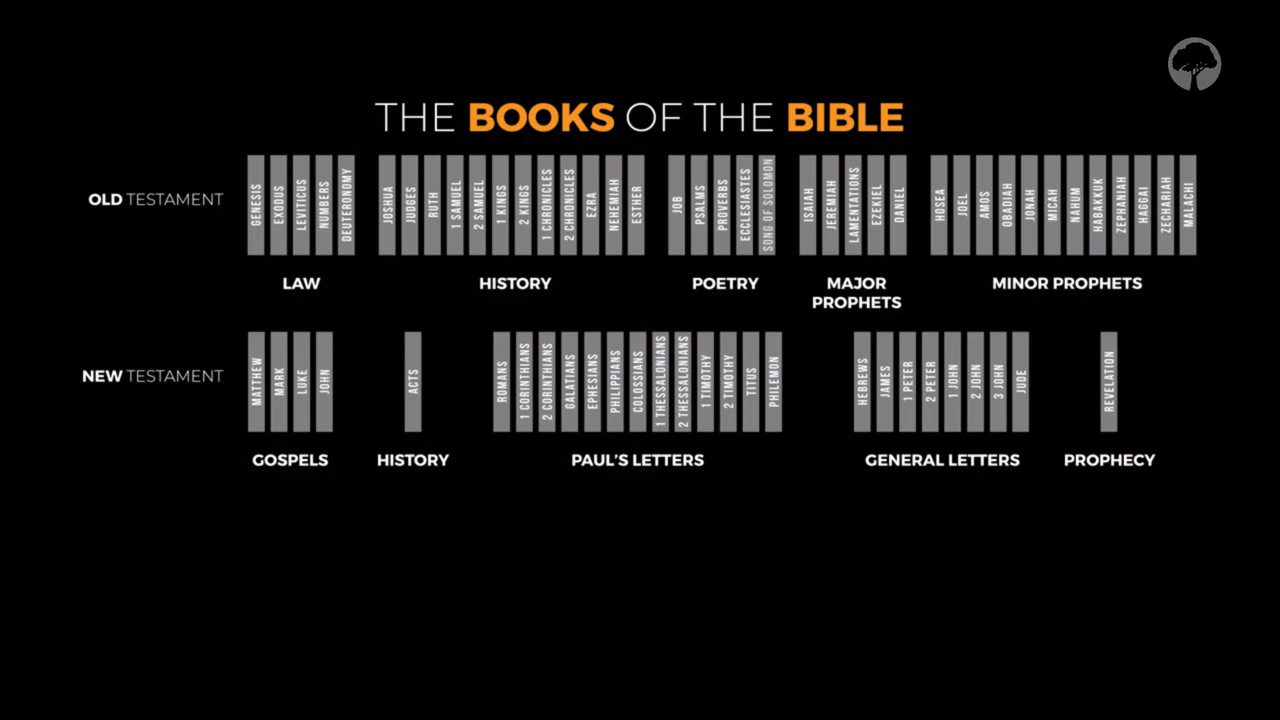 THE BOOKS OF THE BIBLE
OLD TESTAMENT
GENESIS
EXODUS
LEVITICUS
NUMBERS
DEUTERONOMY
LAW
JOSHUA
JUDGES
RUTH
1 SAMUEL
2 SAMUEL
1 KINGS
2 KINGS
1 CHRONICLES
2 CHRONICLES
EZRA
NEHEMIAH
ESTHER
HISTORY
JOB
PSALMS
PROVERBS
ECCLESIASTES
SONG OF SOLOMON
POETRY
ISAIAH
JEREMIAH
LAMENTATIONS
EZEKIEL
DANIEL
MAJOR
PROPHETS
HOSEA
JOEL
AMOS
OBADIAH
JONAH
MICAH
NAHUM
HABAKKUK
ZEPHANIAH
HAGGAI
ZECHARIAH
MALACHI
MINOR PROPHETS
NEW TESTAMENT
MATTHEW
MARK
LUKE
JOHN
GOSPELS
ACTS
HISTORY
ROMANS
1 CORINTHIANS
2 CORINTHIANS
GALATIANS
EPHESIANS
PHILIPPIANS
COLOSSIANS
1 THESSALONIANS
2 THESSALONIANS
1 TIMOTHY
2 TIMOTHY
TITUS
PHILEMON
PAUL'S LETTERS
HEBREWS
JAMES
1 PETER
2 PETER
1 JOHN
2 JOHN
3 JOHN
JUDE
GENERAL LETTERS
REVELATION
PROPHECY